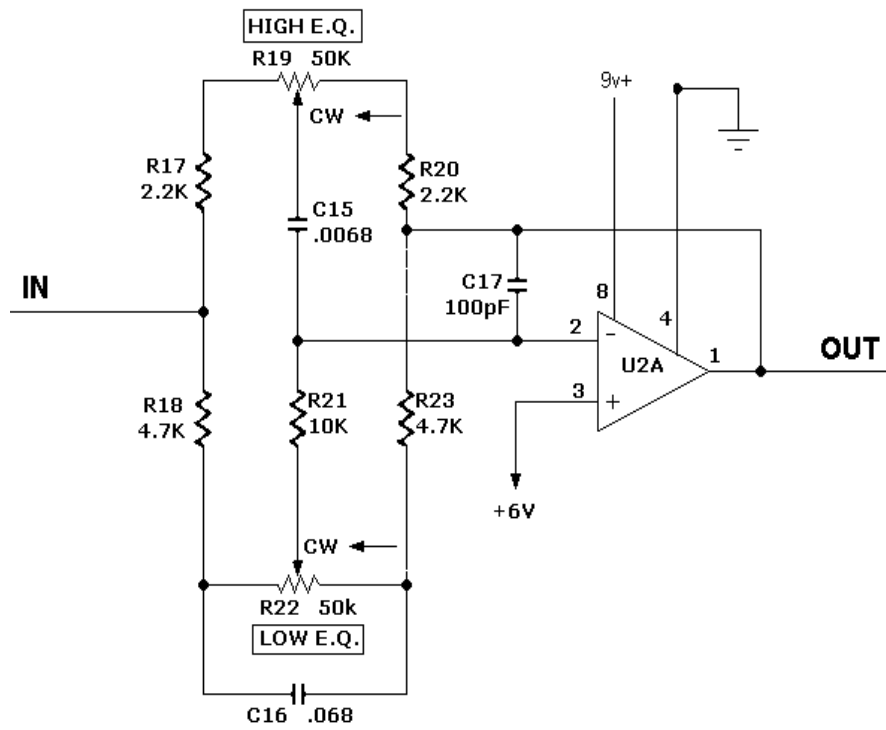 HIGH E.Q.
R19 50K
CW
9v+
R17
2.2K
R20
2.2K
C15
.0068
C17
100pF
IN
8
4
2
-
U2A
1
OUT
3
+
R18
4.7K
R21
10K
R23
4.7K
+6V
CW
R22 50k
LOW E.Q.
C16 .068